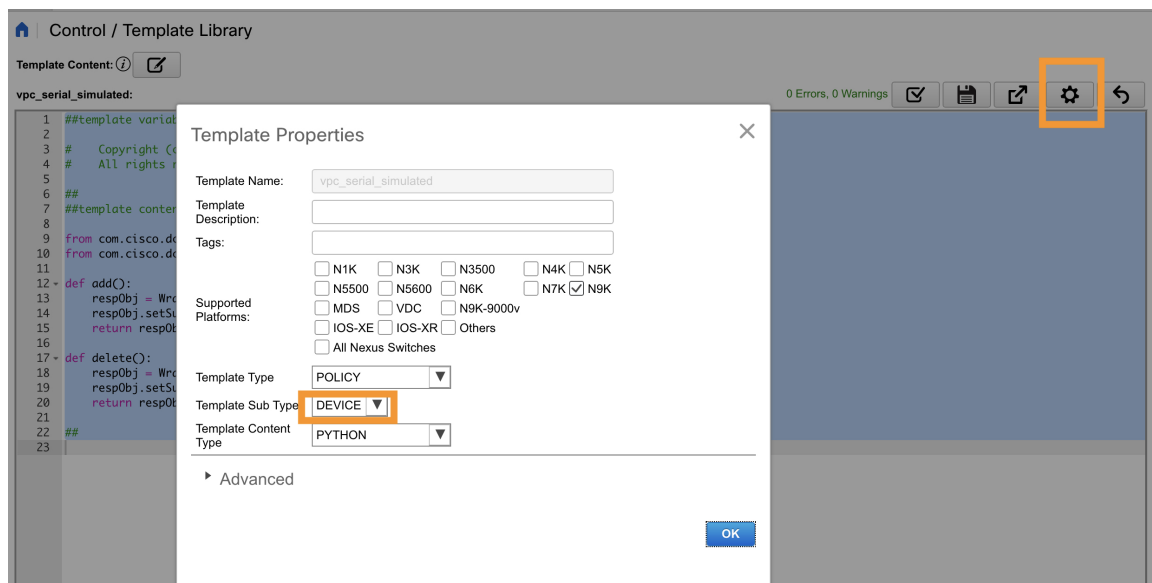 Control / Template Library
Template Content:
vpc_serial_simulated:
0 Errors, 0 Warnings
1 ##template variab
2
3 # Copyright (c
4 # All rights r
5
6 ##
7 ##template conten
8
9 from com.cisco.dc
10 from com.cisco.dc
11
12 def add():
13 respObj = Wra
14 respObj.setSu
15 return respOb
16
17 def delete():
18 respObj = Wra
19 respObj.setSu
20 return respOb
21
22 ##
23
Template Properties
Template Name: vpc_serial_simulated
Template
Description:
Tags:
Supported
Platforms:
N1K N3K N3500 N4K N5K
N5500 N5600 N6K N7K N9K
MDS VDC N9K-9000v
IOS-XE IOS-XR Others
All Nexus Switches
Template Type POLICY
Template Sub Type DEVICE
Template Content
Type PYTHON
Advanced
OK